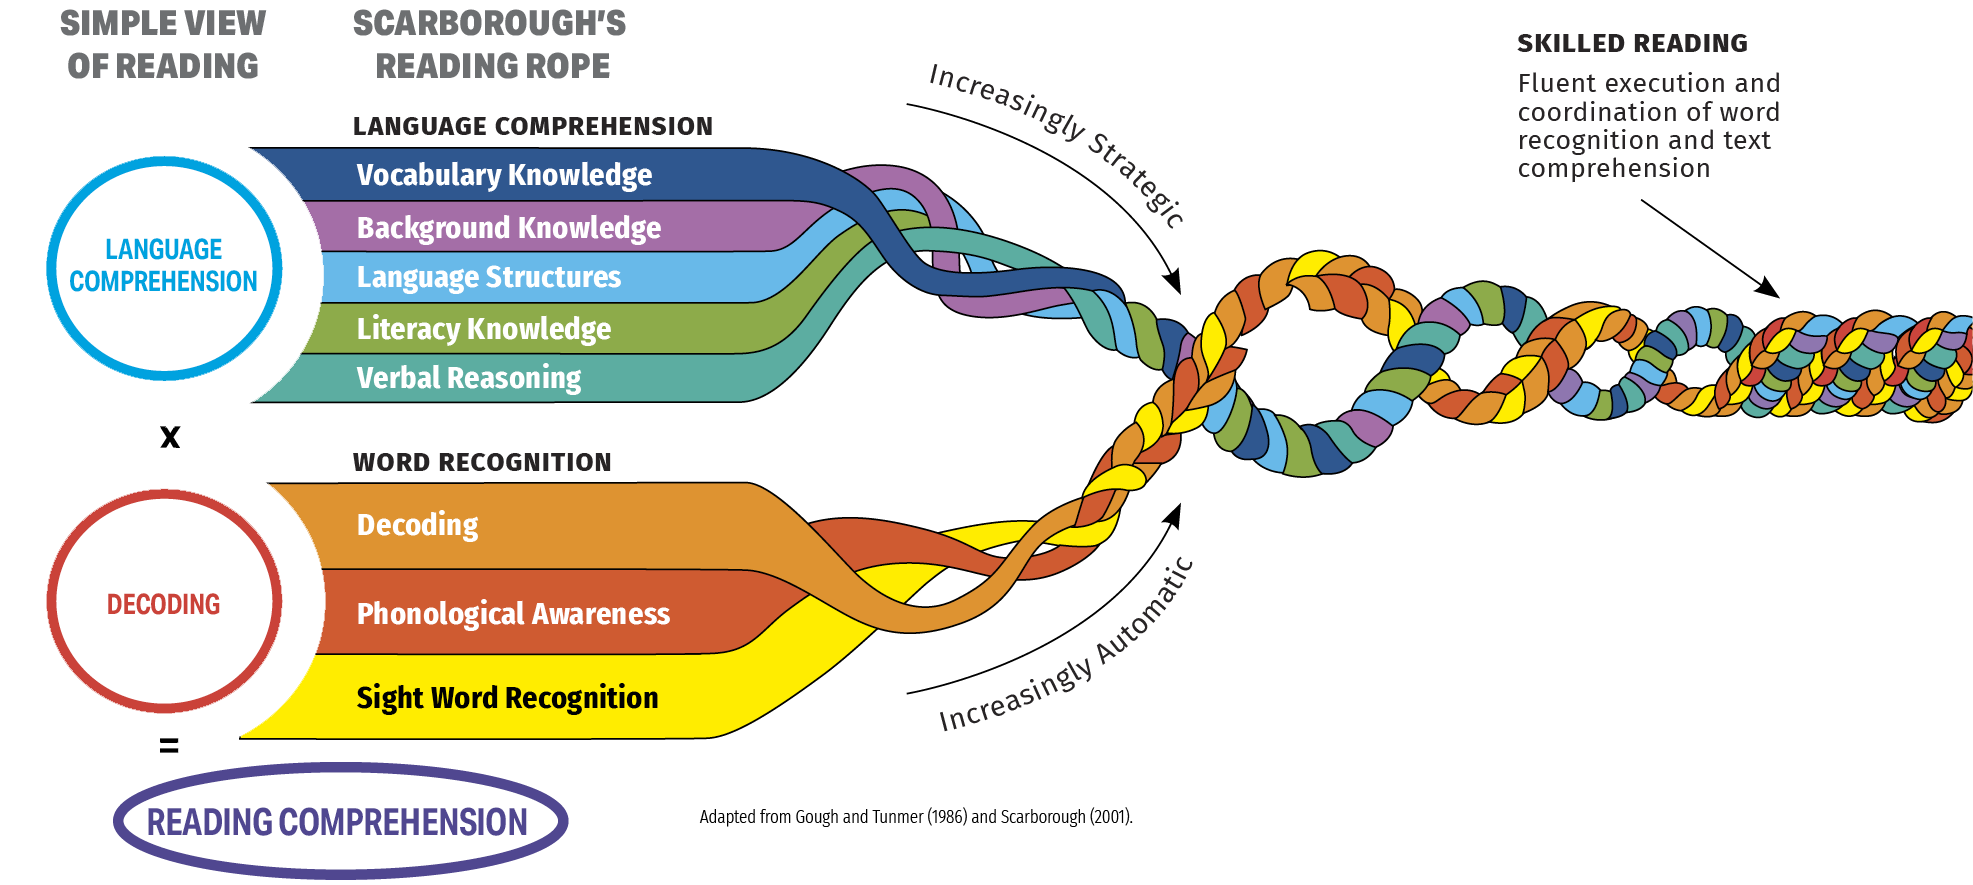 SIMPLE VIEW
OF READING
SCARBOROUGH'S
READING ROPE
LANGUAGE COMPREHENSION
Vocabulary Knowledge
Background Knowledge
Language Structures
Literacy Knowledge
Verbal Reasoning
LANGUAGE
COMPREHENSION
x
WORD RECOGNITION
Decoding
Phonological Awareness
Sight Word Recognition
DECODING
=
READING COMPREHENSION
Increasingly Strategic
Increasingly Automatic
SKILLED READING
Fluent execution and
coordination of word
recognition and text
comprehension
Adapted from Gough and Tunmer (1986) and Scarborough (2001).